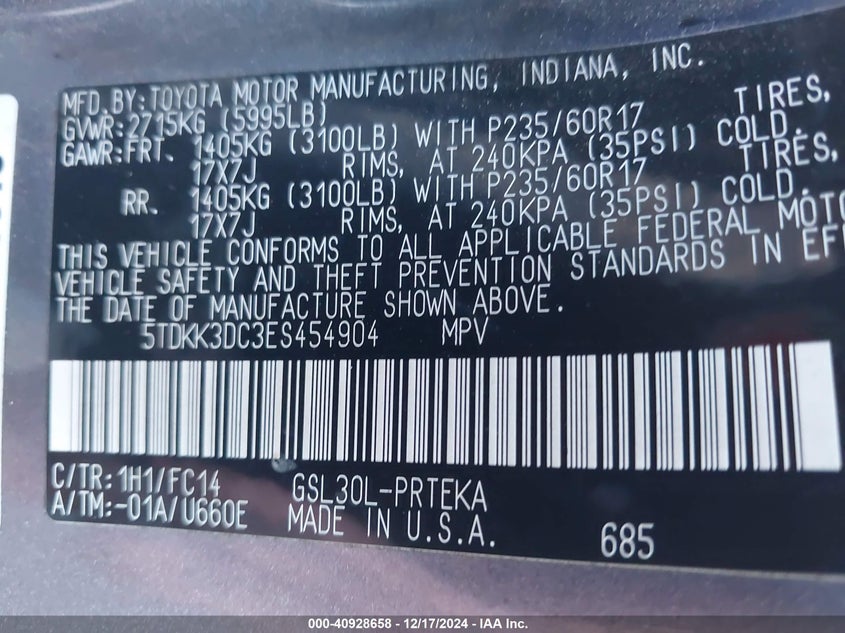 MFD.BY:TOYOTA MOTOR MANUFACTURING, INDIANA, INC.
GVWR:2715KG (5995LB)
GAWR:FRT. 1405KG (3100LB) WITH P235/60R17 TIRES,
17X7J RIMS, AT 240KPA (35PSI) COLD.
RR. 1405KG (3100LB) WITH P235/60R17 TIRES,
17X7J RIMS, AT 240KPA (35PSI) COLD.
THIS VEHICLE CONFORMS TO ALL APPLICABLE FEDERAL
VEHICLE SAFETY AND THEFT PREVENTION STANDARDS IN
THE DATE OF MANUFACTURE SHOWN ABOVE.
5TDKK3DC3ES454904 MPV
C/TR:1H1/FC14 GSL30L-PRTEKA
A/TM:-01A/U660E MADE IN U.S.A.
685
000-40928658 - 12/17/2024 - IAA Inc.